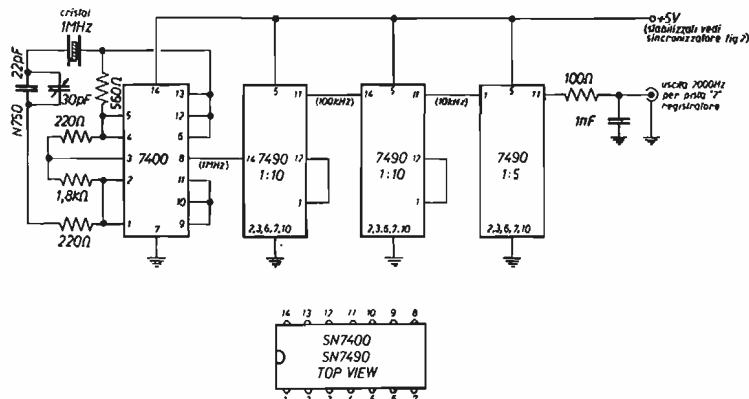 cristal
1MHz
+5V
(stabilizzati vedi
sincronizzatore fig 2)
22pF
N750
30pF
560Ω
220Ω
1,8kΩ
220Ω
14
13
12
6
5
4
3
2
1
8
11
10
9
7
7400
(1MHz)
14
5
11
12
1
7490
1:10
2,3,6,7,10
(100kHz)
14
5
11
12
1
7490
1:10
2,3,6,7,10
(10kHz)
1
5
11
7490
1:5
2,3,6,7,10
100Ω
1nF
uscita 2000Hz
per pista "2"
registratore
14 13 12 11 10 9 8
SN7400
SN7490
TOP VIEW
1 2 3 4 5 6 7